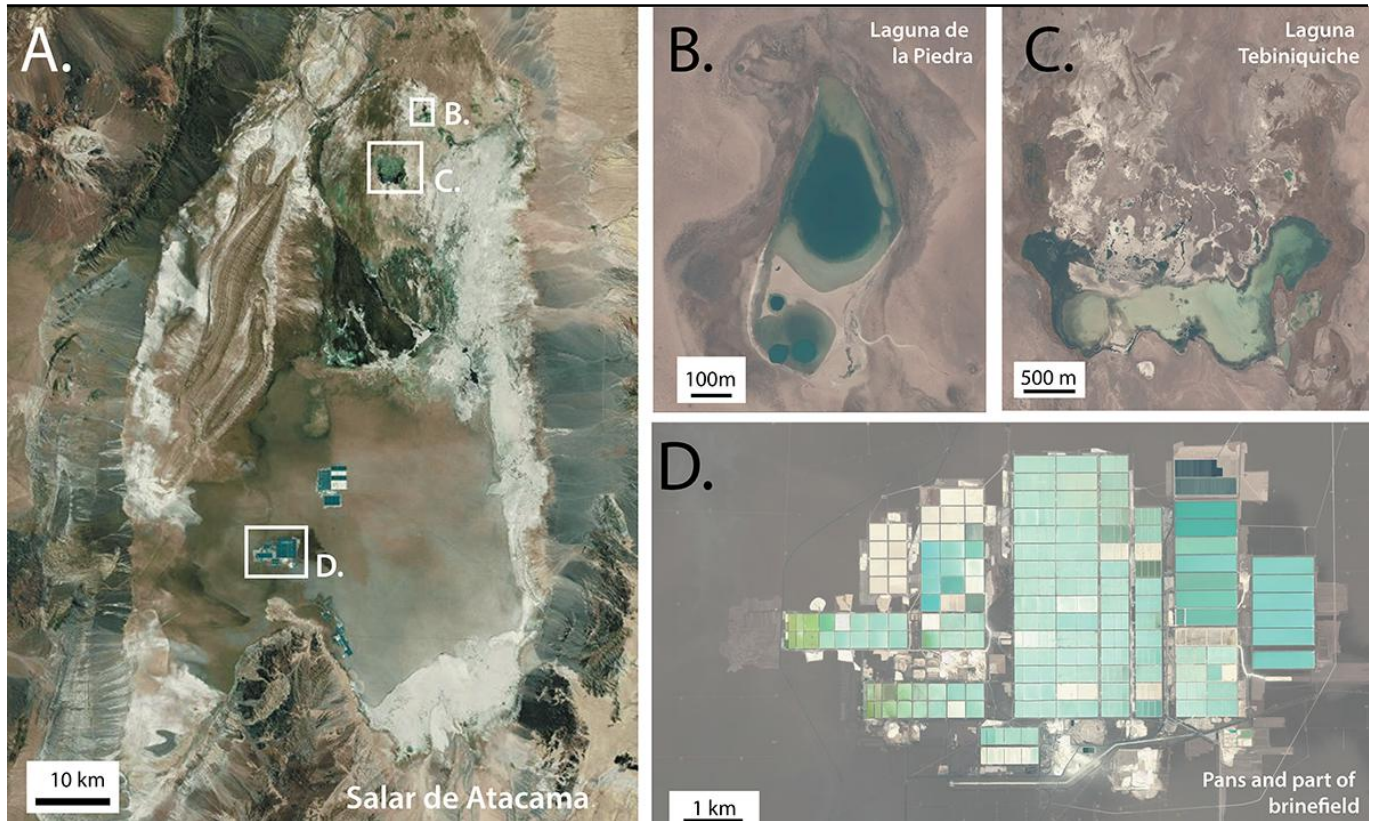 A.
B.
C.
D.
10 km
Salar de Atacama
B.
Laguna de
la Piedra
100m
C.
Laguna
Tebiniquiche
500 m
D.
1 km
Pans and part of
brinefield